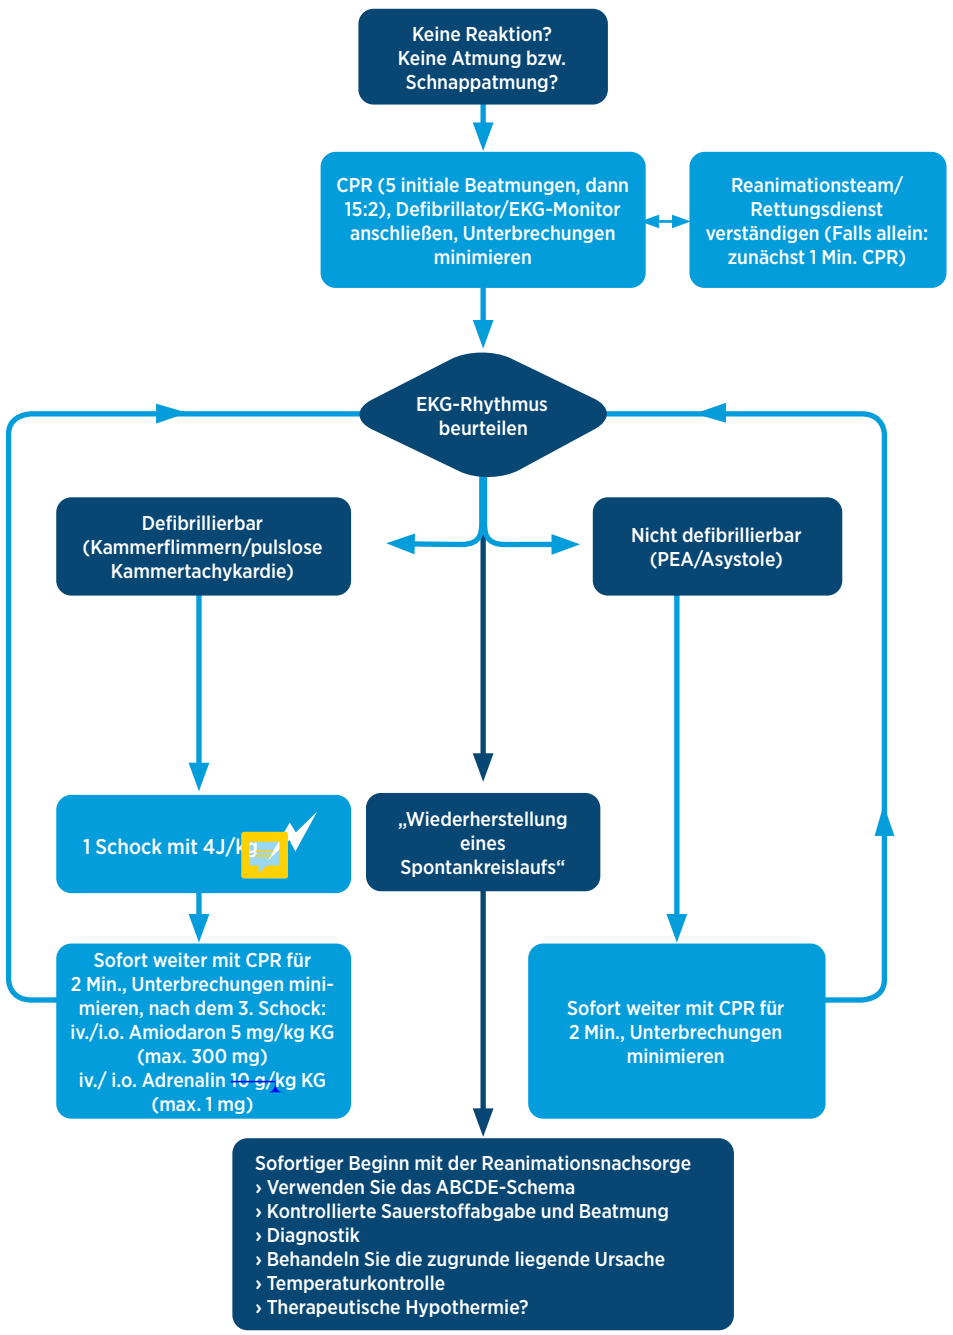 Keine Reaktion?
Keine Atmung bzw.
Schnappatmung?
CPR (5 initiale Beatmungen, dann
15:2), Defibrillator/EKG-Monitor
anschließen, Unterbrechungen
minimieren
Reanimationsteam/
Rettungsdienst
verständigen (Falls allein:
zunächst 1 Min. CPR)
EKG-Rhythmus
beurteilen
Defibrillierbar
(Kammerflimmern/pulslose
Kammertachykardie)
Nicht defibrillierbar
(PEA/Asystole)
1 Schock mit 4J/kg
„Wiederherstellung
eines
Spontankreislaufs“
Sofort weiter mit CPR für
2 Min., Unterbrechungen mini-
mieren, nach dem 3. Schock:
iv./i.o. Amiodaron 5 mg/kg KG
(max. 300 mg)
iv./ i.o. Adrenalin 10 g/kg KG
(max. 1 mg)
Sofort weiter mit CPR für
2 Min., Unterbrechungen
minimieren
Sofortiger Beginn mit der Reanimationsnachsorge
› Verwenden Sie das ABCDE-Schema
› Kontrollierte Sauerstoffabgabe und Beatmung
› Diagnostik
› Behandeln Sie die zugrunde liegende Ursache
› Temperaturkontrolle
› Therapeutische Hypothermie?